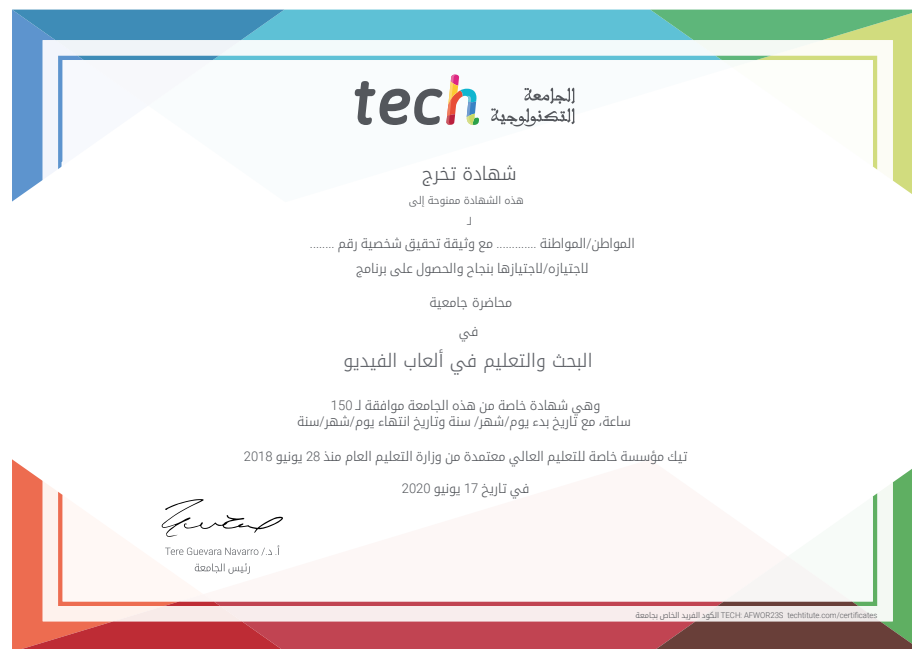 tech
الجامعة
التكنولوجية
شهادة تخرج
هذه الشهادة ممنوحة إلى
لـ
المواطن/المواطنة ............ مع وثيقة تحقيق شخصية رقم ........
لاجتيازه/لاجتيازها بنجاح والحصول على برنامج
محاضرة جامعية
في
البحث والتعليم في ألعاب الفيديو
وهي شهادة خاصة من هذه الجامعة موافقة لـ 150
ساعة، مع تاريخ بدء يوم/شهر/ سنة وتاريخ انتهاء يوم/شهر/سنة
تيك مؤسسة خاصة للتعليم العالي معتمدة من وزارة التعليم العام منذ 28 يونيو 2018
في تاريخ 17 يونيو 2020
أ.د./ Tere Guevara Navarro
رئيس الجامعة
الكود الفريد الخاص بجامعة TECH: AFWOR23S techtitute.com/certificates